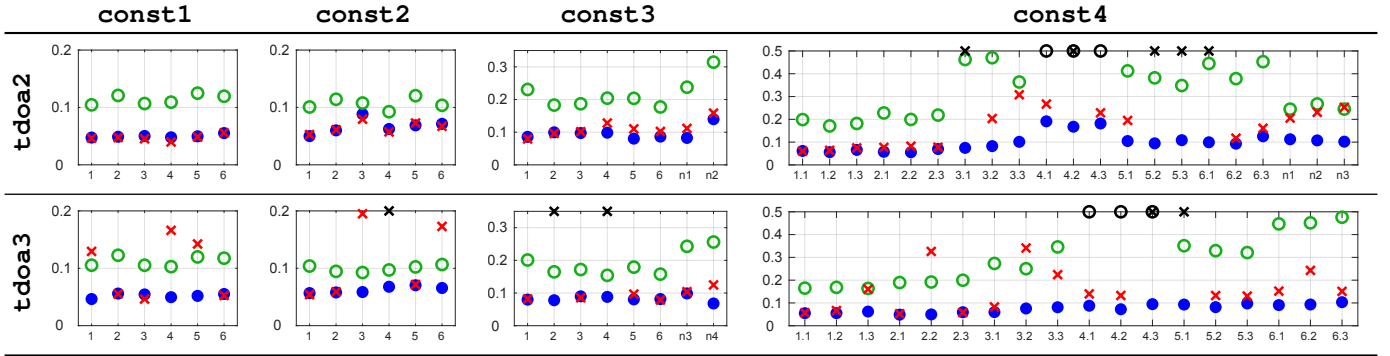 const1 const2 const3 const4
tdoa2
0.2 0.1 0
1 2 3 4 5 6
0.2 0.1 0
1 2 3 4 5 6
0.3 0.2 0.1 0
1 2 3 4 5 6 n1 n2
0.5 0.4 0.3 0.2 0.1 0
1.1 1.2 1.3 2.1 2.2 2.3 3.1 3.2 3.3 4.1 4.2 4.3 5.1 5.2 5.3 6.1 6.2 6.3 n1 n2 n3
tdoa3
0.2 0.1 0
1 2 3 4 5 6
0.2 0.1 0
1 2 3 4 5 6
0.3 0.2 0.1 0
1 2 3 4 5 6 n3 n4
0.5 0.4 0.3 0.2 0.1 0
1.1 1.2 1.3 2.1 2.2 2.3 3.1 3.2 3.3 4.1 4.2 4.3 5.1 5.2 5.3 6.1 6.2 6.3